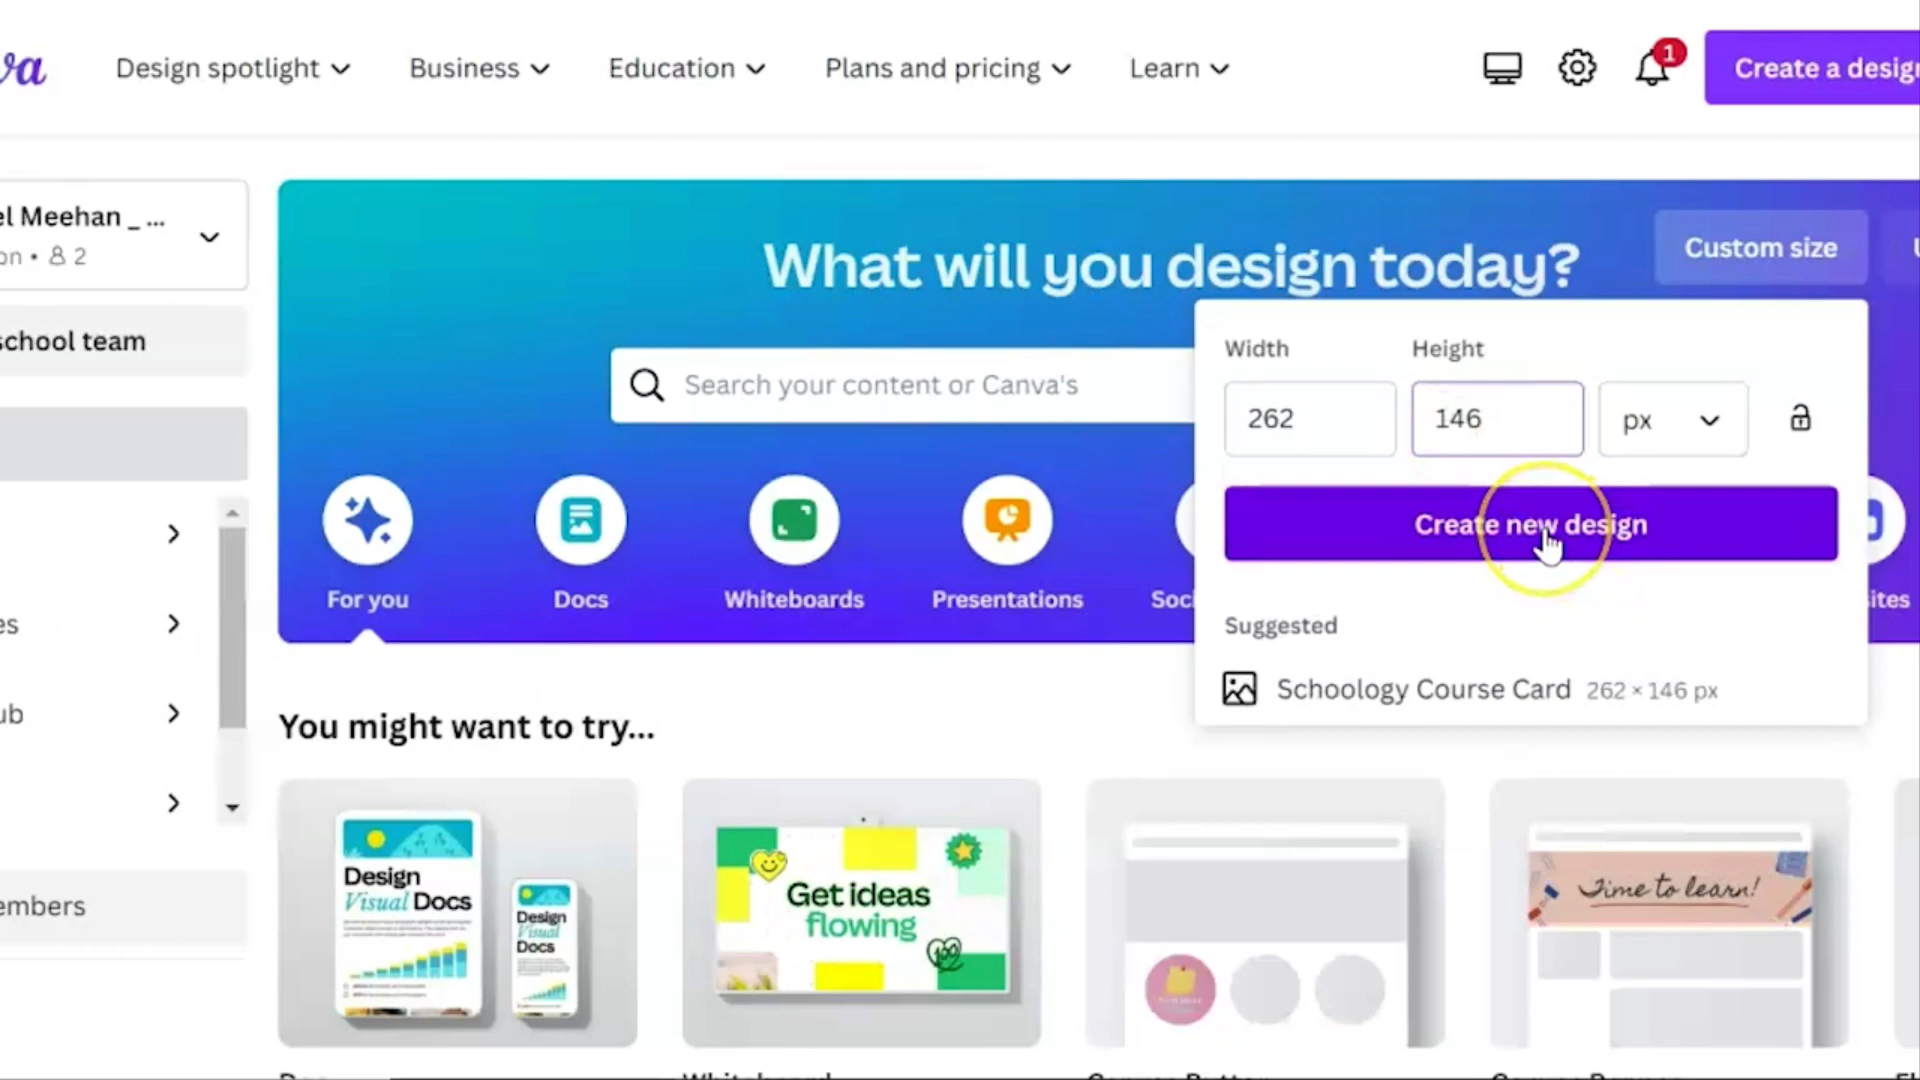 va
Design spotlight
Business
Education
Plans and pricing
Learn
1
Create a desig
el Meehan _ ...
on • 2
school team
es
ub
embers
What will you design today?
Custom size
Search your content or Canva's
Width
Height
262
146
px
Create new design
Suggested
Schoology Course Card 262 × 146 px
For you
Docs
Whiteboards
Presentations
Soci
ites
You might want to try...
Design
Visual Docs
Design
Visual
Docs
Get ideas
flowing
100
Time to learn!